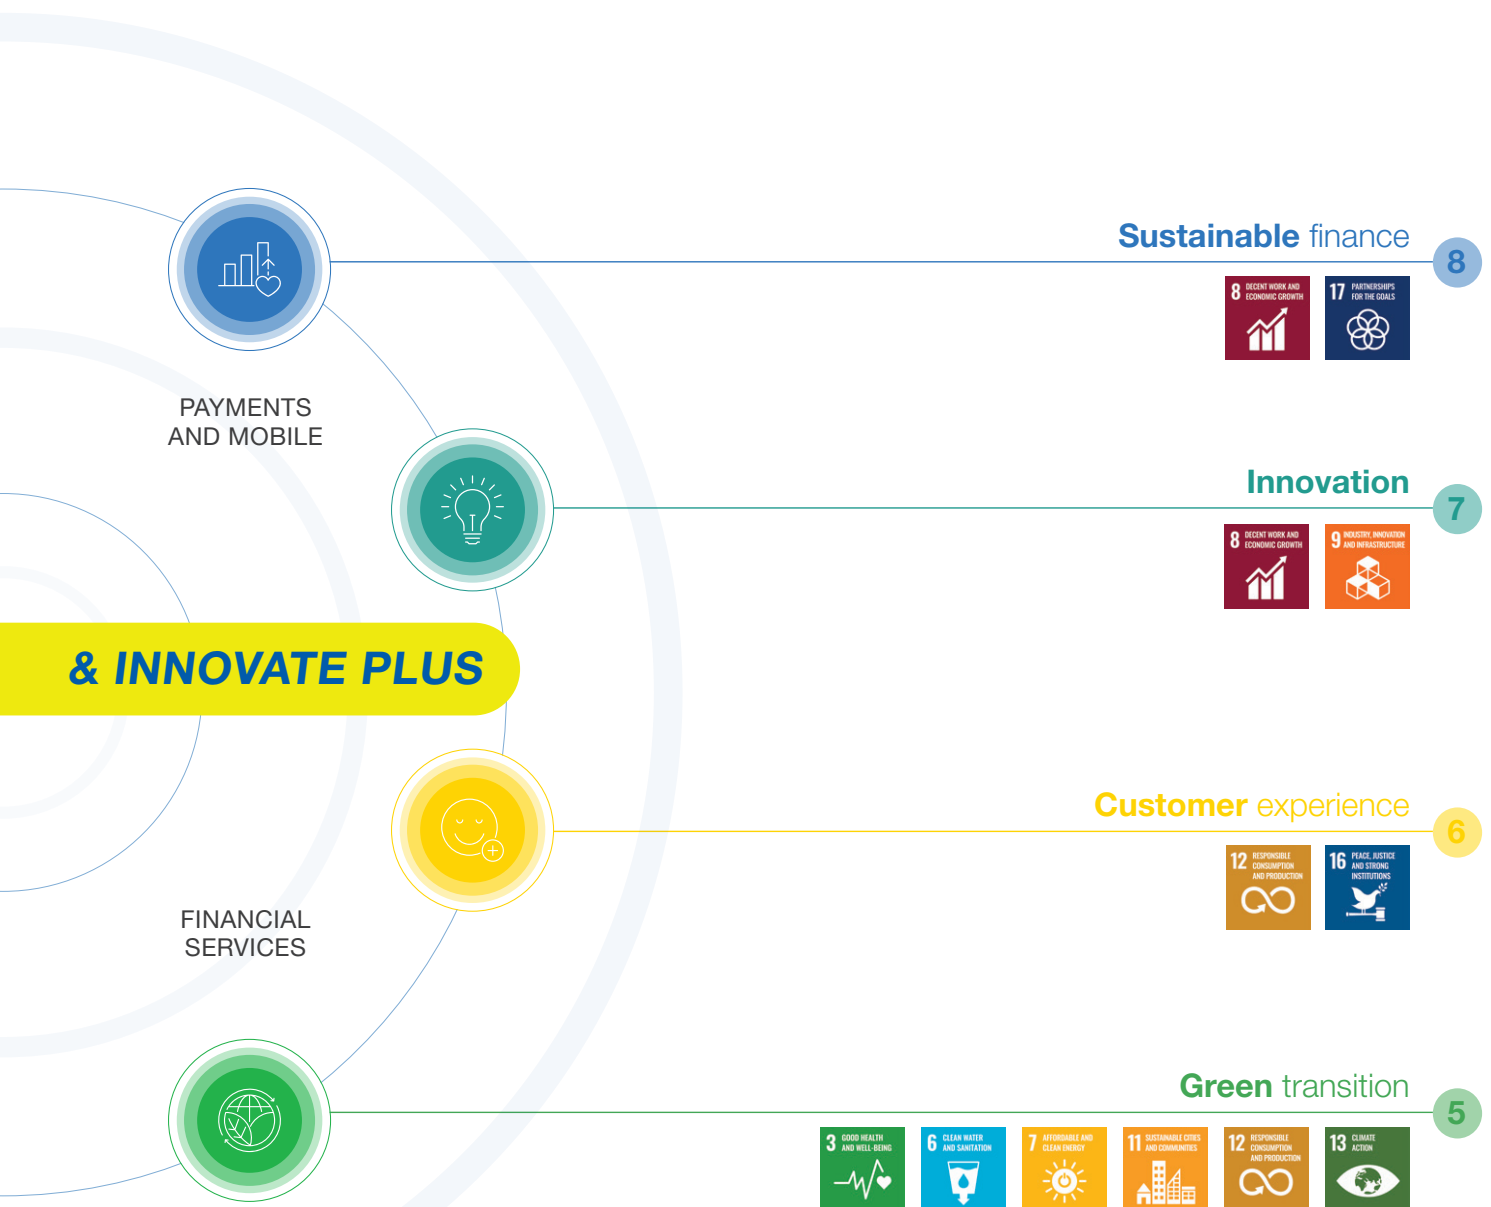 Sustainable finance
8
8 DECENT WORK AND
ECONOMIC GROWTH
17 PARTNERSHIPS
FOR THE GOALS
PAYMENTS
AND MOBILE
Innovation
7
8 DECENT WORK AND
ECONOMIC GROWTH
9 INDUSTRY, INNOVATION
AND INFRASTRUCTURE
& INNOVATE PLUS
Customer experience
6
12 RESPONSIBLE
CONSUMPTION
AND PRODUCTION
16 PEACE, JUSTICE
AND STRONG
INSTITUTIONS
FINANCIAL
SERVICES
Green transition
5
3 GOOD HEALTH
AND WELL-BEING
6 CLEAN WATER
AND SANITATION
7 AFFORDABLE AND
CLEAN ENERGY
11 SUSTAINABLE CITIES
AND COMMUNITIES
12 RESPONSIBLE
CONSUMPTION
AND PRODUCTION
13 CLIMATE
ACTION